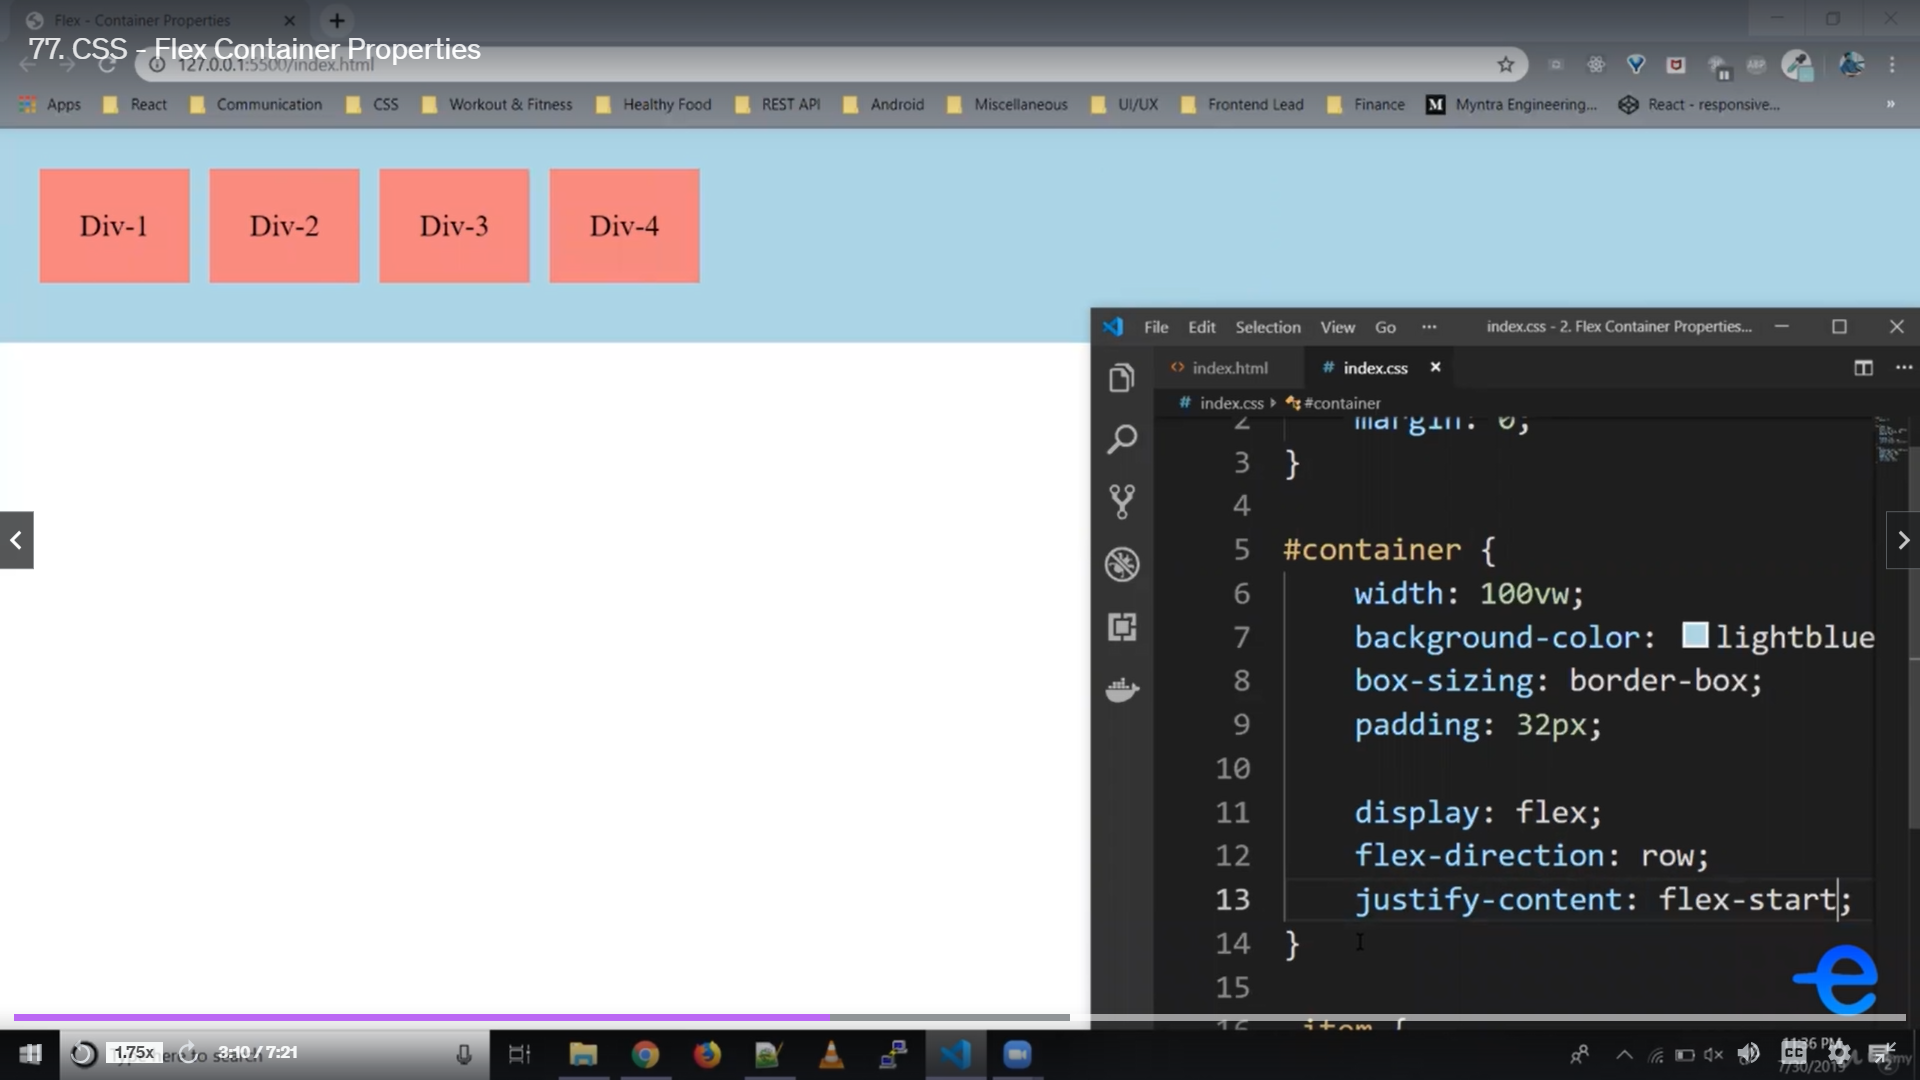 Flex - Container Properties
77. CSS - Flex Container Properties
127.0.0.1:5500/index.html
ABP
Apps React Communication CSS Workout & Fitness Healthy Food REST API Android Miscellaneous UI/UX Frontend Lead Finance M Myntra Engineering... React - responsive... »
Div-1 Div-2 Div-3 Div-4
File Edit Selection View Go ··· index.css - 2. Flex Container Properties...
index.html # index.css
# index.css #container
2 margin: 0;
3 }
4
5 #container {
6 width: 100vw;
7 background-color: lightblue
8 box-sizing: border-box;
9 padding: 32px;
10
11 display: flex;
12 flex-direction: row;
13 justify-content: flex-start;
14 }
15
16 .item {
1.75x here to search 3:10 / 7:21
11:36 PM
CC
7/30/2019